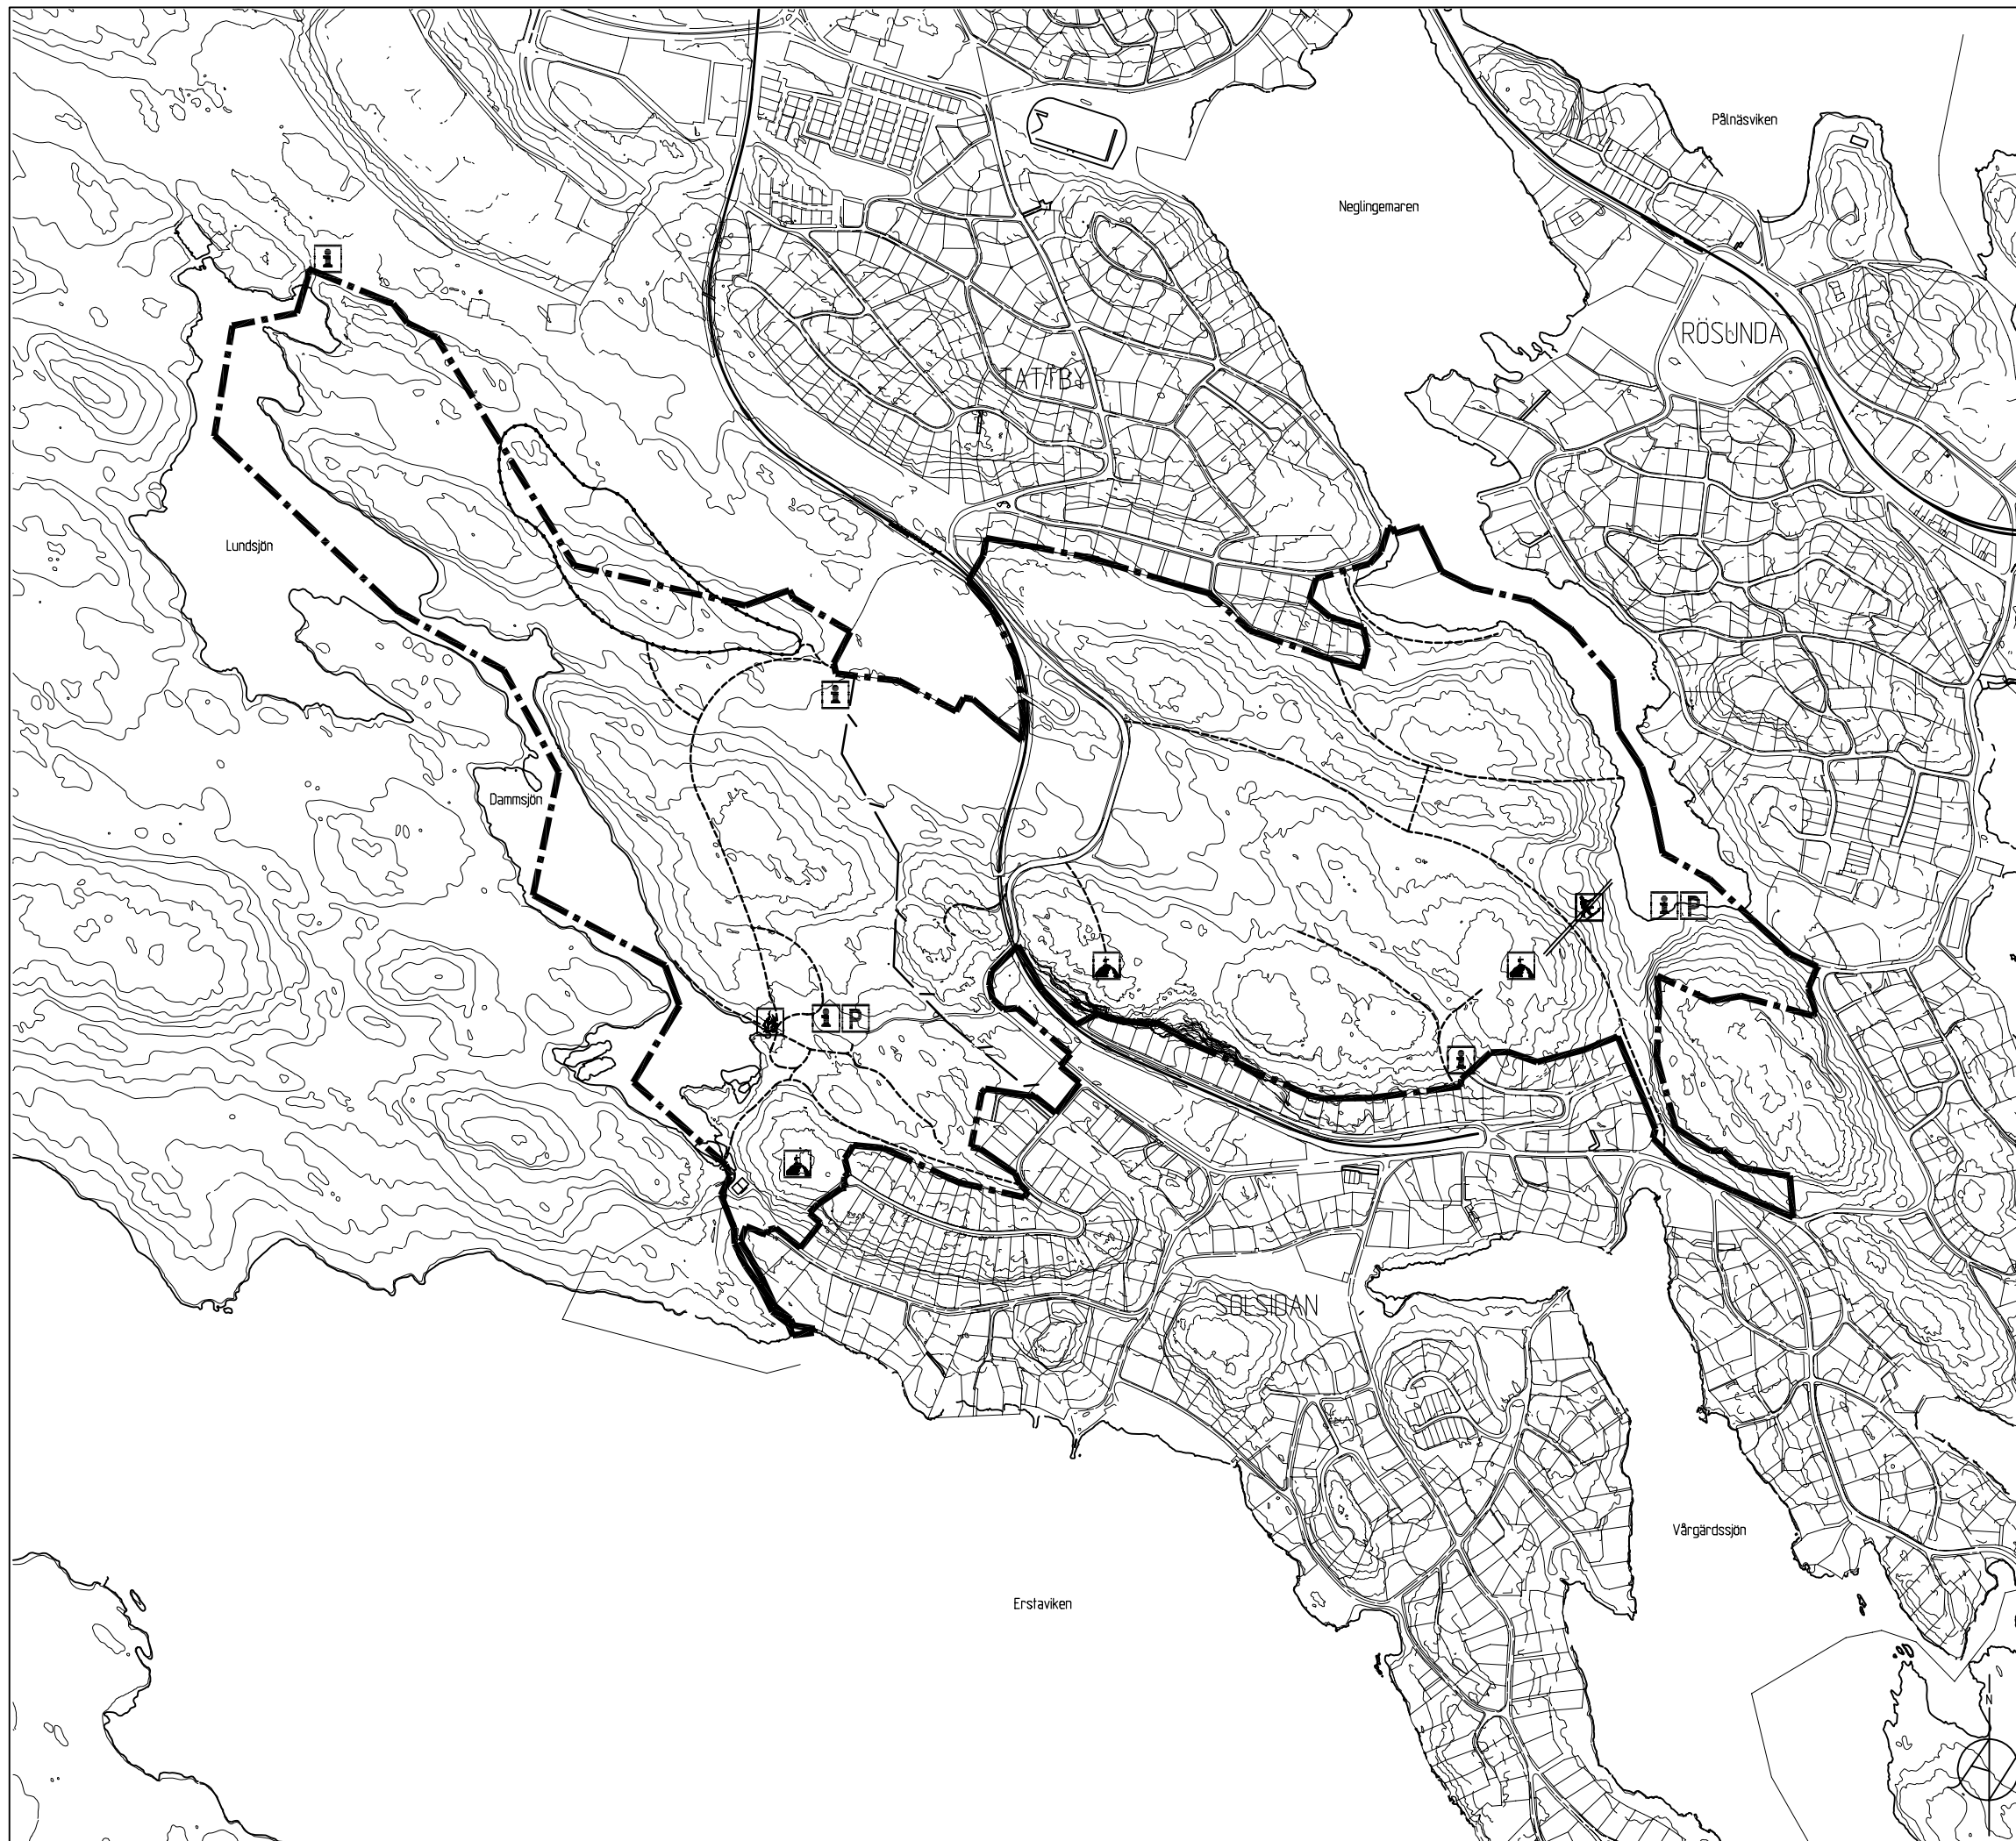 Pålnäsviken
Neglingemaren
RÖSUNDA
TATTBY
Lundsjön
Dammsjön
i
i
i P
i P
i
SOLSIDAN
Vårgärdssjön
Erstaviken
N